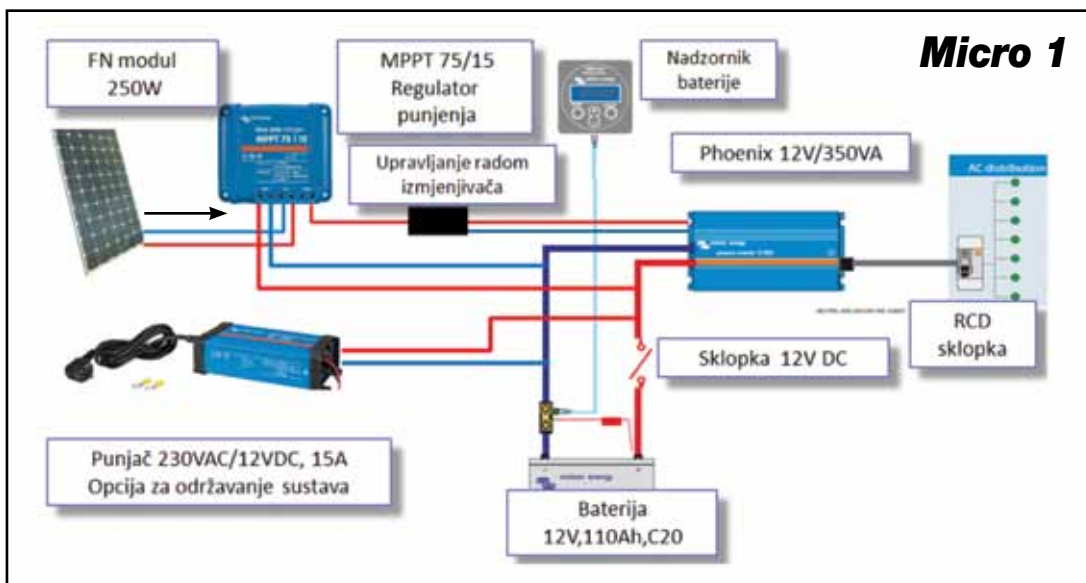 Micro 1
FN modul
250W
MPPT 75/15
Regulator
punjenja
Nadzornik
baterije
MPPT 75 | 15
Upravljanje radom
izmjenjivača
Phoenix 12V/350VA
AC distribution
RCD
sklopka
Sklopka 12V DC
Punjač 230VAC/12VDC, 15A
Opcija za održavanje sustava
Baterija
12V,110Ah,C20